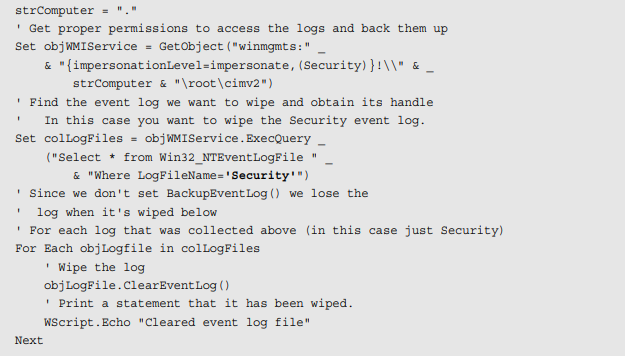 strComputer = "."
' Get proper permissions to access the logs and back them up
Set objWMIService = GetObject("winmgmts:" _
    & "{impersonationLevel=impersonate,(Security)}!\\" & _
        strComputer & "\root\cimv2")
' Find the event log we want to wipe and obtain its handle
'   In this case you want to wipe the Security event log.
Set colLogFiles = objWMIService.ExecQuery _
    ("Select * from Win32_NTEventLogFile " _
        & "Where LogFileName='Security'")
' Since we don't set BackupEventLog() we lose the
'  log when it's wiped below
' For each log that was collected above (in this case just Security)
For Each objLogfile in colLogFiles
    ' Wipe the log
    objLogFile.ClearEventLog()
    ' Print a statement that it has been wiped.
    WScript.Echo "Cleared event log file"
Next